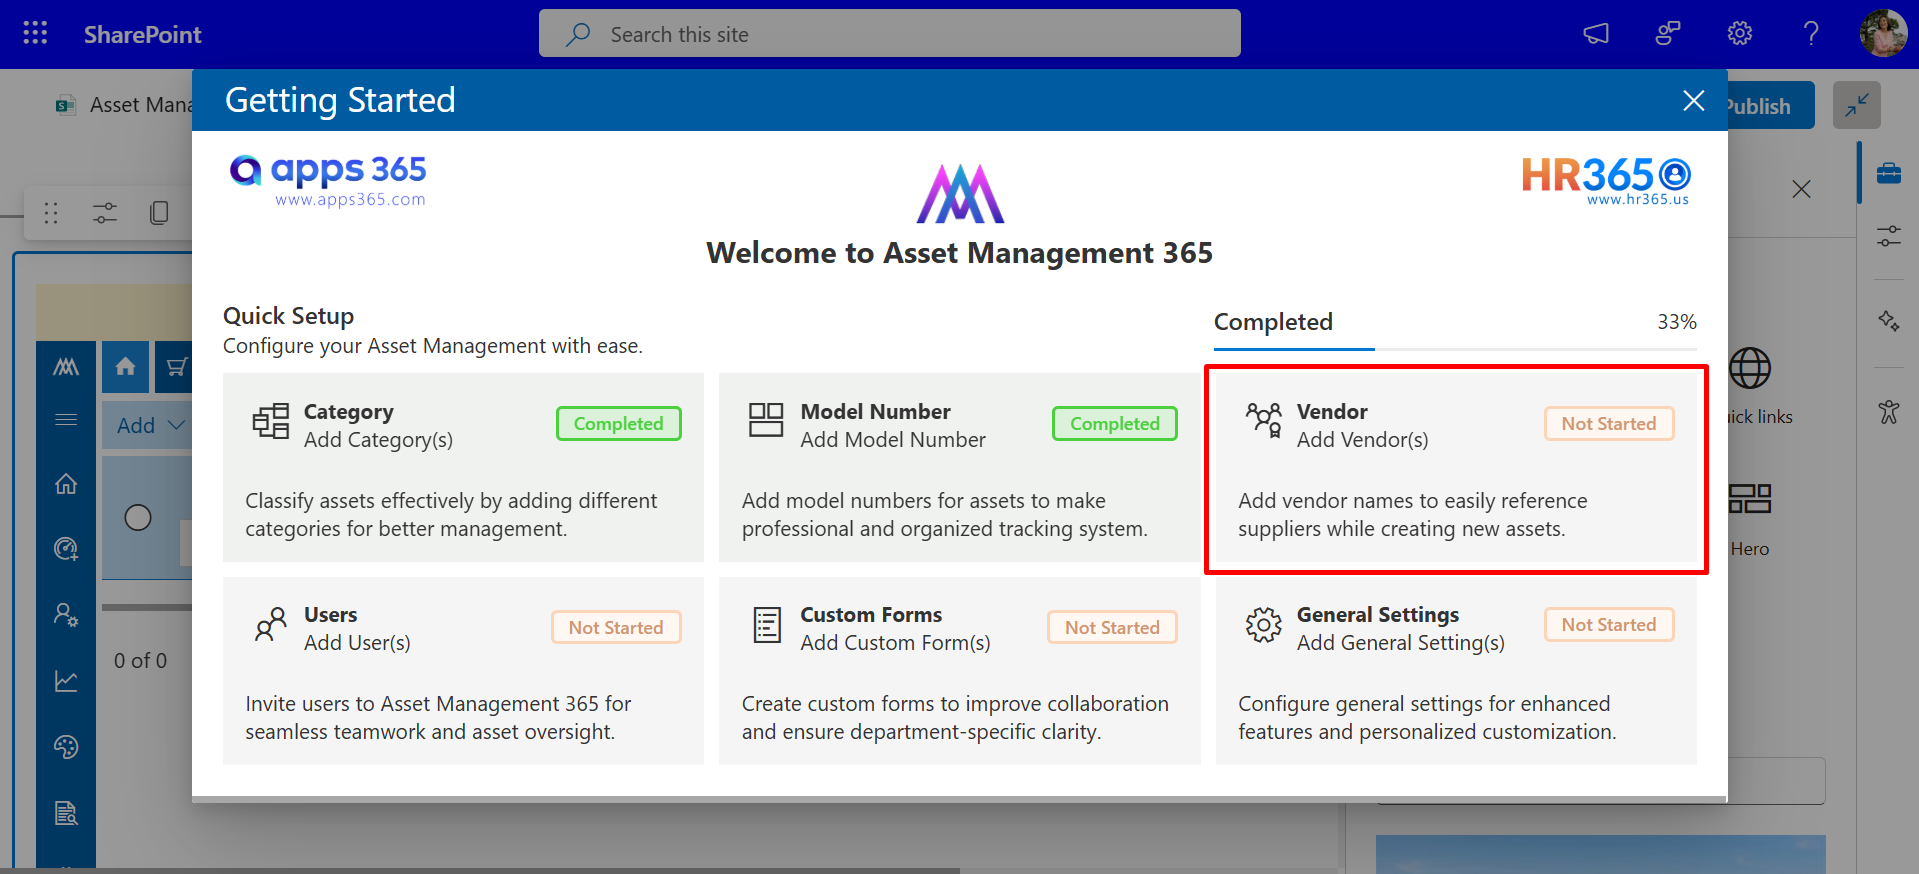 SharePoint
Search this site
Asset Mana
Getting Started
Publish
apps 365
www.apps365.com
HR365
www.hr365.us
Welcome to Asset Management 365
Quick Setup
Configure your Asset Management with ease.
Completed
33%
Category
Add Category(s)
Completed
Classify assets effectively by adding different
categories for better management.
Model Number
Add Model Number
Completed
Add model numbers for assets to make
professional and organized tracking system.
Vendor
Add Vendor(s)
Not Started
Add vendor names to easily reference
suppliers while creating new assets.
Users
Add User(s)
Not Started
Invite users to Asset Management 365 for
seamless teamwork and asset oversight.
Custom Forms
Add Custom Form(s)
Not Started
Create custom forms to improve collaboration
and ensure department-specific clarity.
General Settings
Add General Setting(s)
Not Started
Configure general settings for enhanced
features and personalized customization.
Add
0 of 0
ick links
Hero